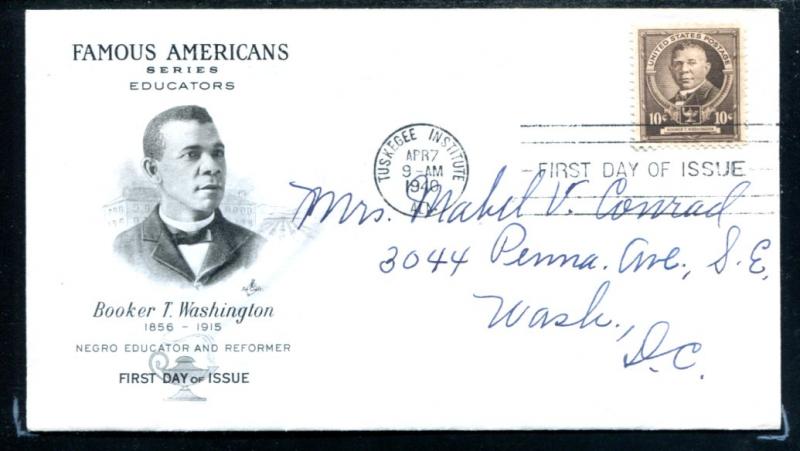 FAMOUS AMERICANS
SERIES
EDUCATORS
Booker T. Washington
1856 - 1915
NEGRO EDUCATOR AND REFORMER
FIRST DAY OF ISSUE
UNITED STATES POSTAGE
10¢ 10¢
BOOKER T. WASHINGTON
TUSKEGEE INSTITUTE
APR 7
9-AM
1940
ALA
FIRST DAY OF ISSUE
Mrs. Mabel V. Conrad
3044 Penna. Ave., S.E,
Wash.,
D.C.